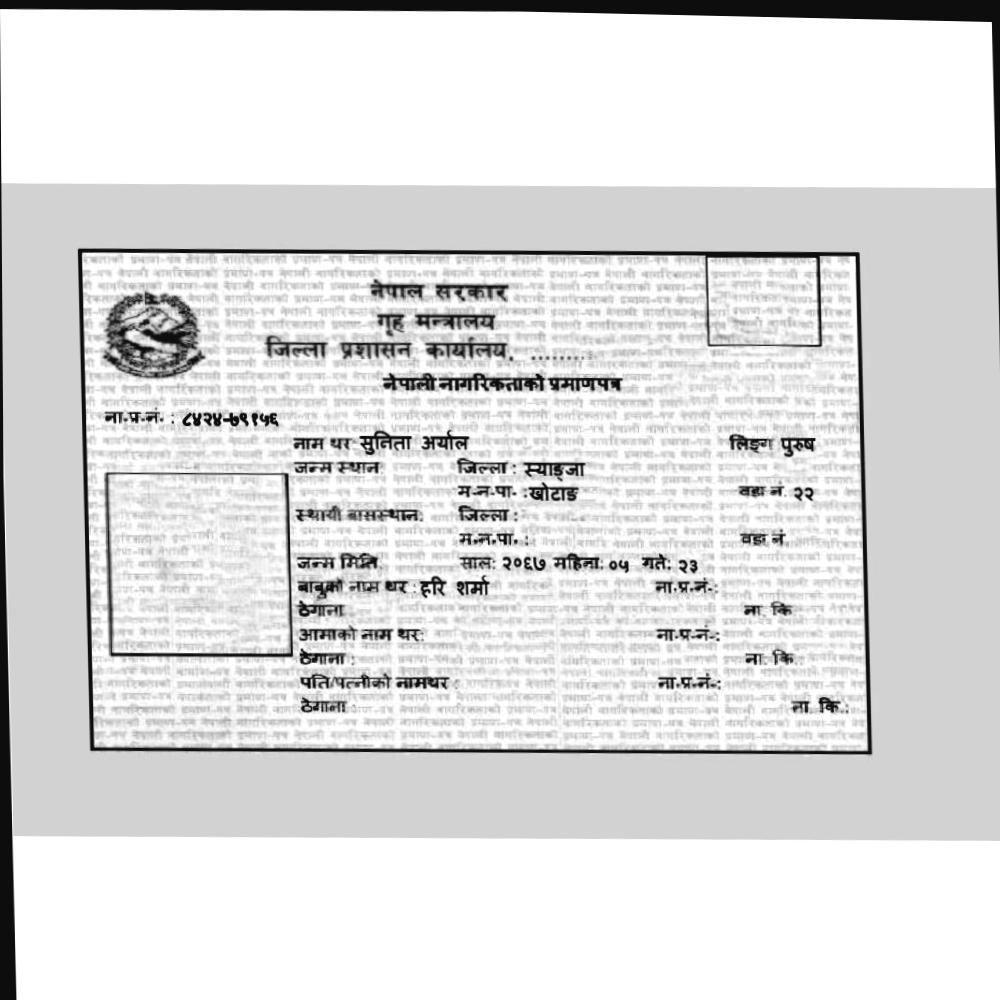 नेपाल सरकार
गृह मन्त्रालय
जिल्ला प्रशासन कार्यालय, .........
नेपाली नागरिकताको प्रमाणपत्र
ना.प्र.नं. : ८४२४-७९१५६
नाम थर: सुनिता अर्याल लिङ्ग पुरुष
जन्म स्थान: जिल्ला : स्याङ्जा
म.न.पा. : खोटाङ वडा नं. २२
स्थायी बासस्थान: जिल्ला :
म.न.पा. : वडा नं.
जन्म मिति: साल: २०६७ महिना: ०५ गते: २३
बाबुको नाम थर : हरि शर्मा ना.प्र.नं.:
ठेगाना ना. कि
आमाको नाम थर: ना.प्र.नं.:
ठेगाना : ना. कि.:
पति/पत्नीको नामथर : ना.प्र.नं.:
ठेगाना : ना. कि.: